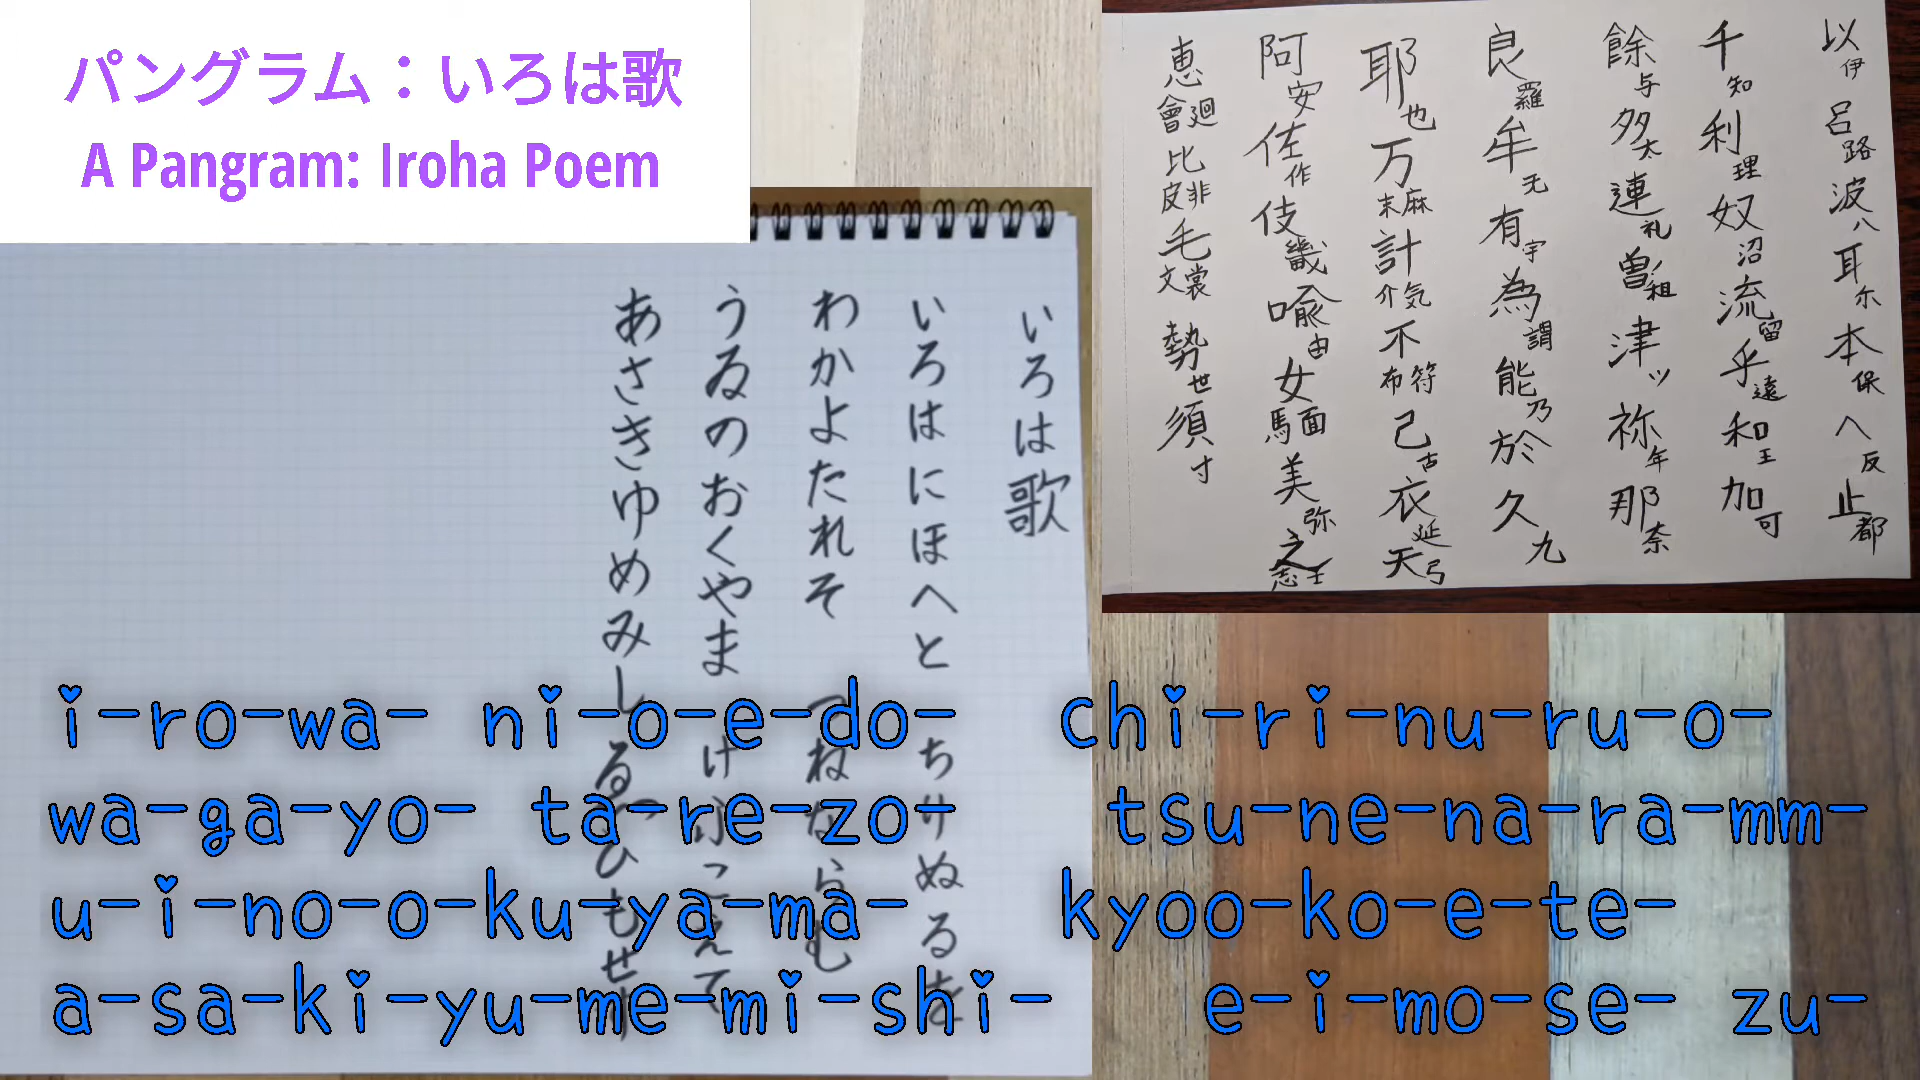 パングラム：いろは歌
A Pangram: Iroha Poem
いろは歌
いろはにほへと ちりぬるを
わかよたれそ つねならむ
うゐのおくやま けふこえて
あさきゆめみし ゑひもせす
以伊呂路波八耳尓本保へ反止都
千知利理奴沼流留乎遠和王加可
餘与多太連礼曽祖津ツ祢年那奈
良羅牟无有宇為謂能乃於久九
耶也万麻末計気介不符布己古衣延天弖
阿安佐作伎畿喩由女面馬美弥之士志
恵廻會比非皮毛裳文勢世須寸
i-ro-wa- ni-o-e-do- chi-ri-nu-ru-o-
wa-ga-yo- ta-re-zo- tsu-ne-na-ra-mm-
u-i-no-o-ku-ya-ma- kyoo-ko-e-te-
a-sa-ki-yu-me-mi-shi- e-i-mo-se- zu-